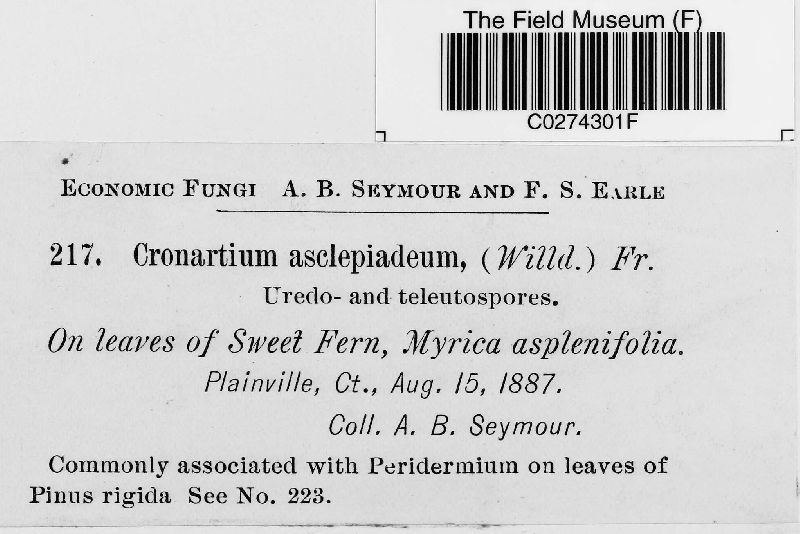 The Field Museum (F)
C0274301F
Economic Fungi A. B. Seymour and F. S. Earle
217. Cronartium asclepiadeum, (Willd.) Fr.
Uredo- and teleutospores.
On leaves of Sweet Fern, Myrica asplenifolia.
Plainville, Ct., Aug. 15, 1887.
Coll. A. B. Seymour.
Commonly associated with Peridermium on leaves of
Pinus rigida See No. 223.